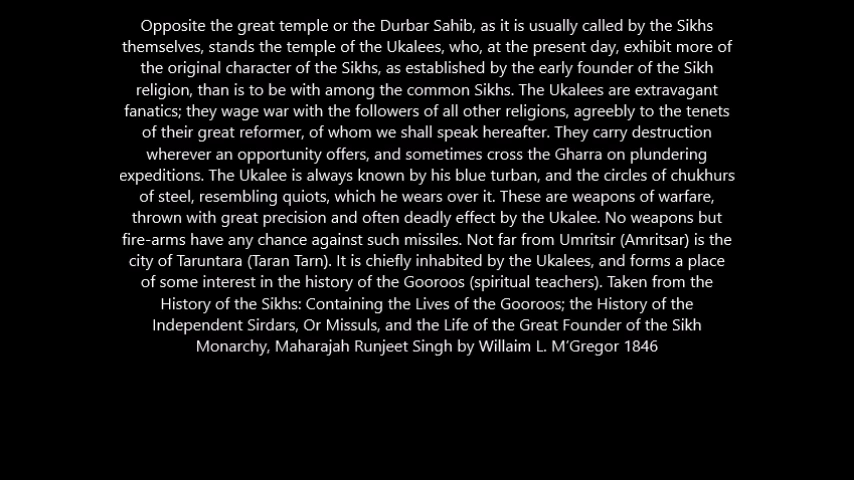 Opposite the great temple or the Durbar Sahib, as it is usually called by the Sikhs
themselves, stands the temple of the Ukalees, who, at the present day, exhibit more of
the original character of the Sikhs, as established by the early founder of the Sikh
religion, than is to be with among the common Sikhs. The Ukalees are extravagant
fanatics; they wage war with the followers of all other religions, agreebly to the tenets
of their great reformer, of whom we shall speak hereafter. They carry destruction
wherever an opportunity offers, and sometimes cross the Gharra on plundering
expeditions. The Ukalee is always known by his blue turban, and the circles of chukhurs
of steel, resembling quiots, which he wears over it. These are weapons of warfare,
thrown with great precision and often deadly effect by the Ukalee. No weapons but
fire-arms have any chance against such missiles. Not far from Umritsir (Amritsar) is the
city of Taruntara (Taran Tarn). It is chiefly inhabited by the Ukalees, and forms a place
of some interest in the history of the Gooroos (spiritual teachers). Taken from the
History of the Sikhs: Containing the Lives of the Gooroos; the History of the
Independent Sirdars, Or Missuls, and the Life of the Great Founder of the Sikh
Monarchy, Maharajah Runjeet Singh by Willaim L. M’Gregor 1846